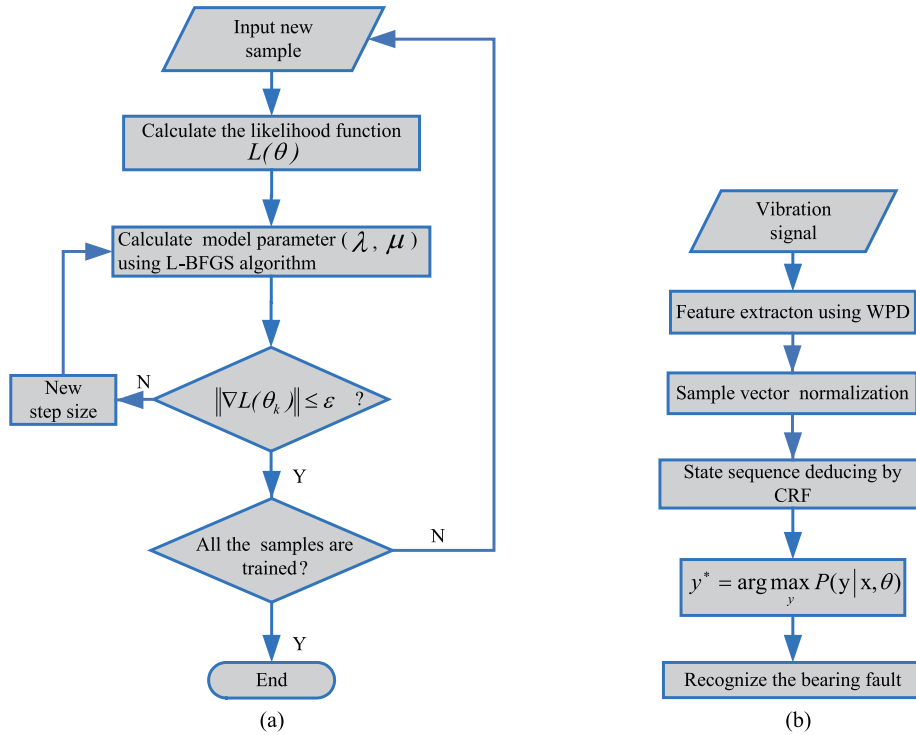 Input new
sample
Calculate the likelihood function
L(θ)
Calculate model parameter (λ, μ)
using L-BFGS algorithm
New
step size
N
‖∇L(θ_k)‖ ≤ ε ?
Y
All the samples are
trained?
N
Y
End
(a)
Vibration
signal
Feature extracton using WPD
Sample vector normalization
State sequence deducing by
CRF
y* = arg max_y P(y|x,θ)
Recognize the bearing fault
(b)